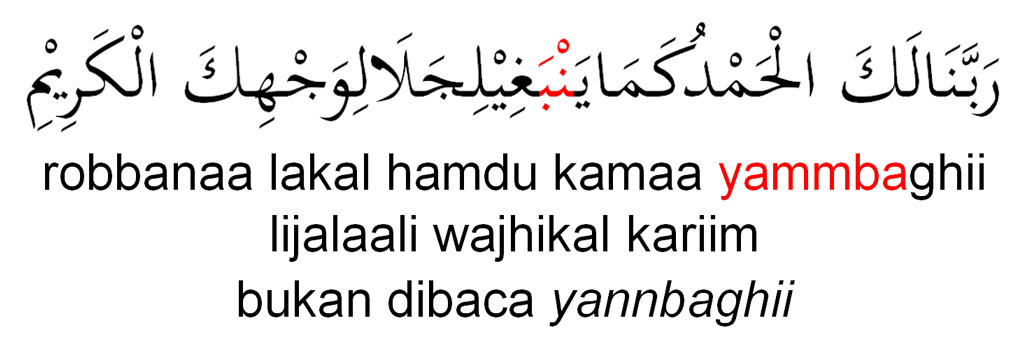 رَبَّنَالَكَ الْحَمْدُكَمَايَنْبَغِيْلِجَلَالِوَجْهِكَ الْكَرِيْمِ
robbanaa lakal hamdu kamaa yammbaghii
lijalaali wajhikal kariim
bukan dibaca yannbaghii